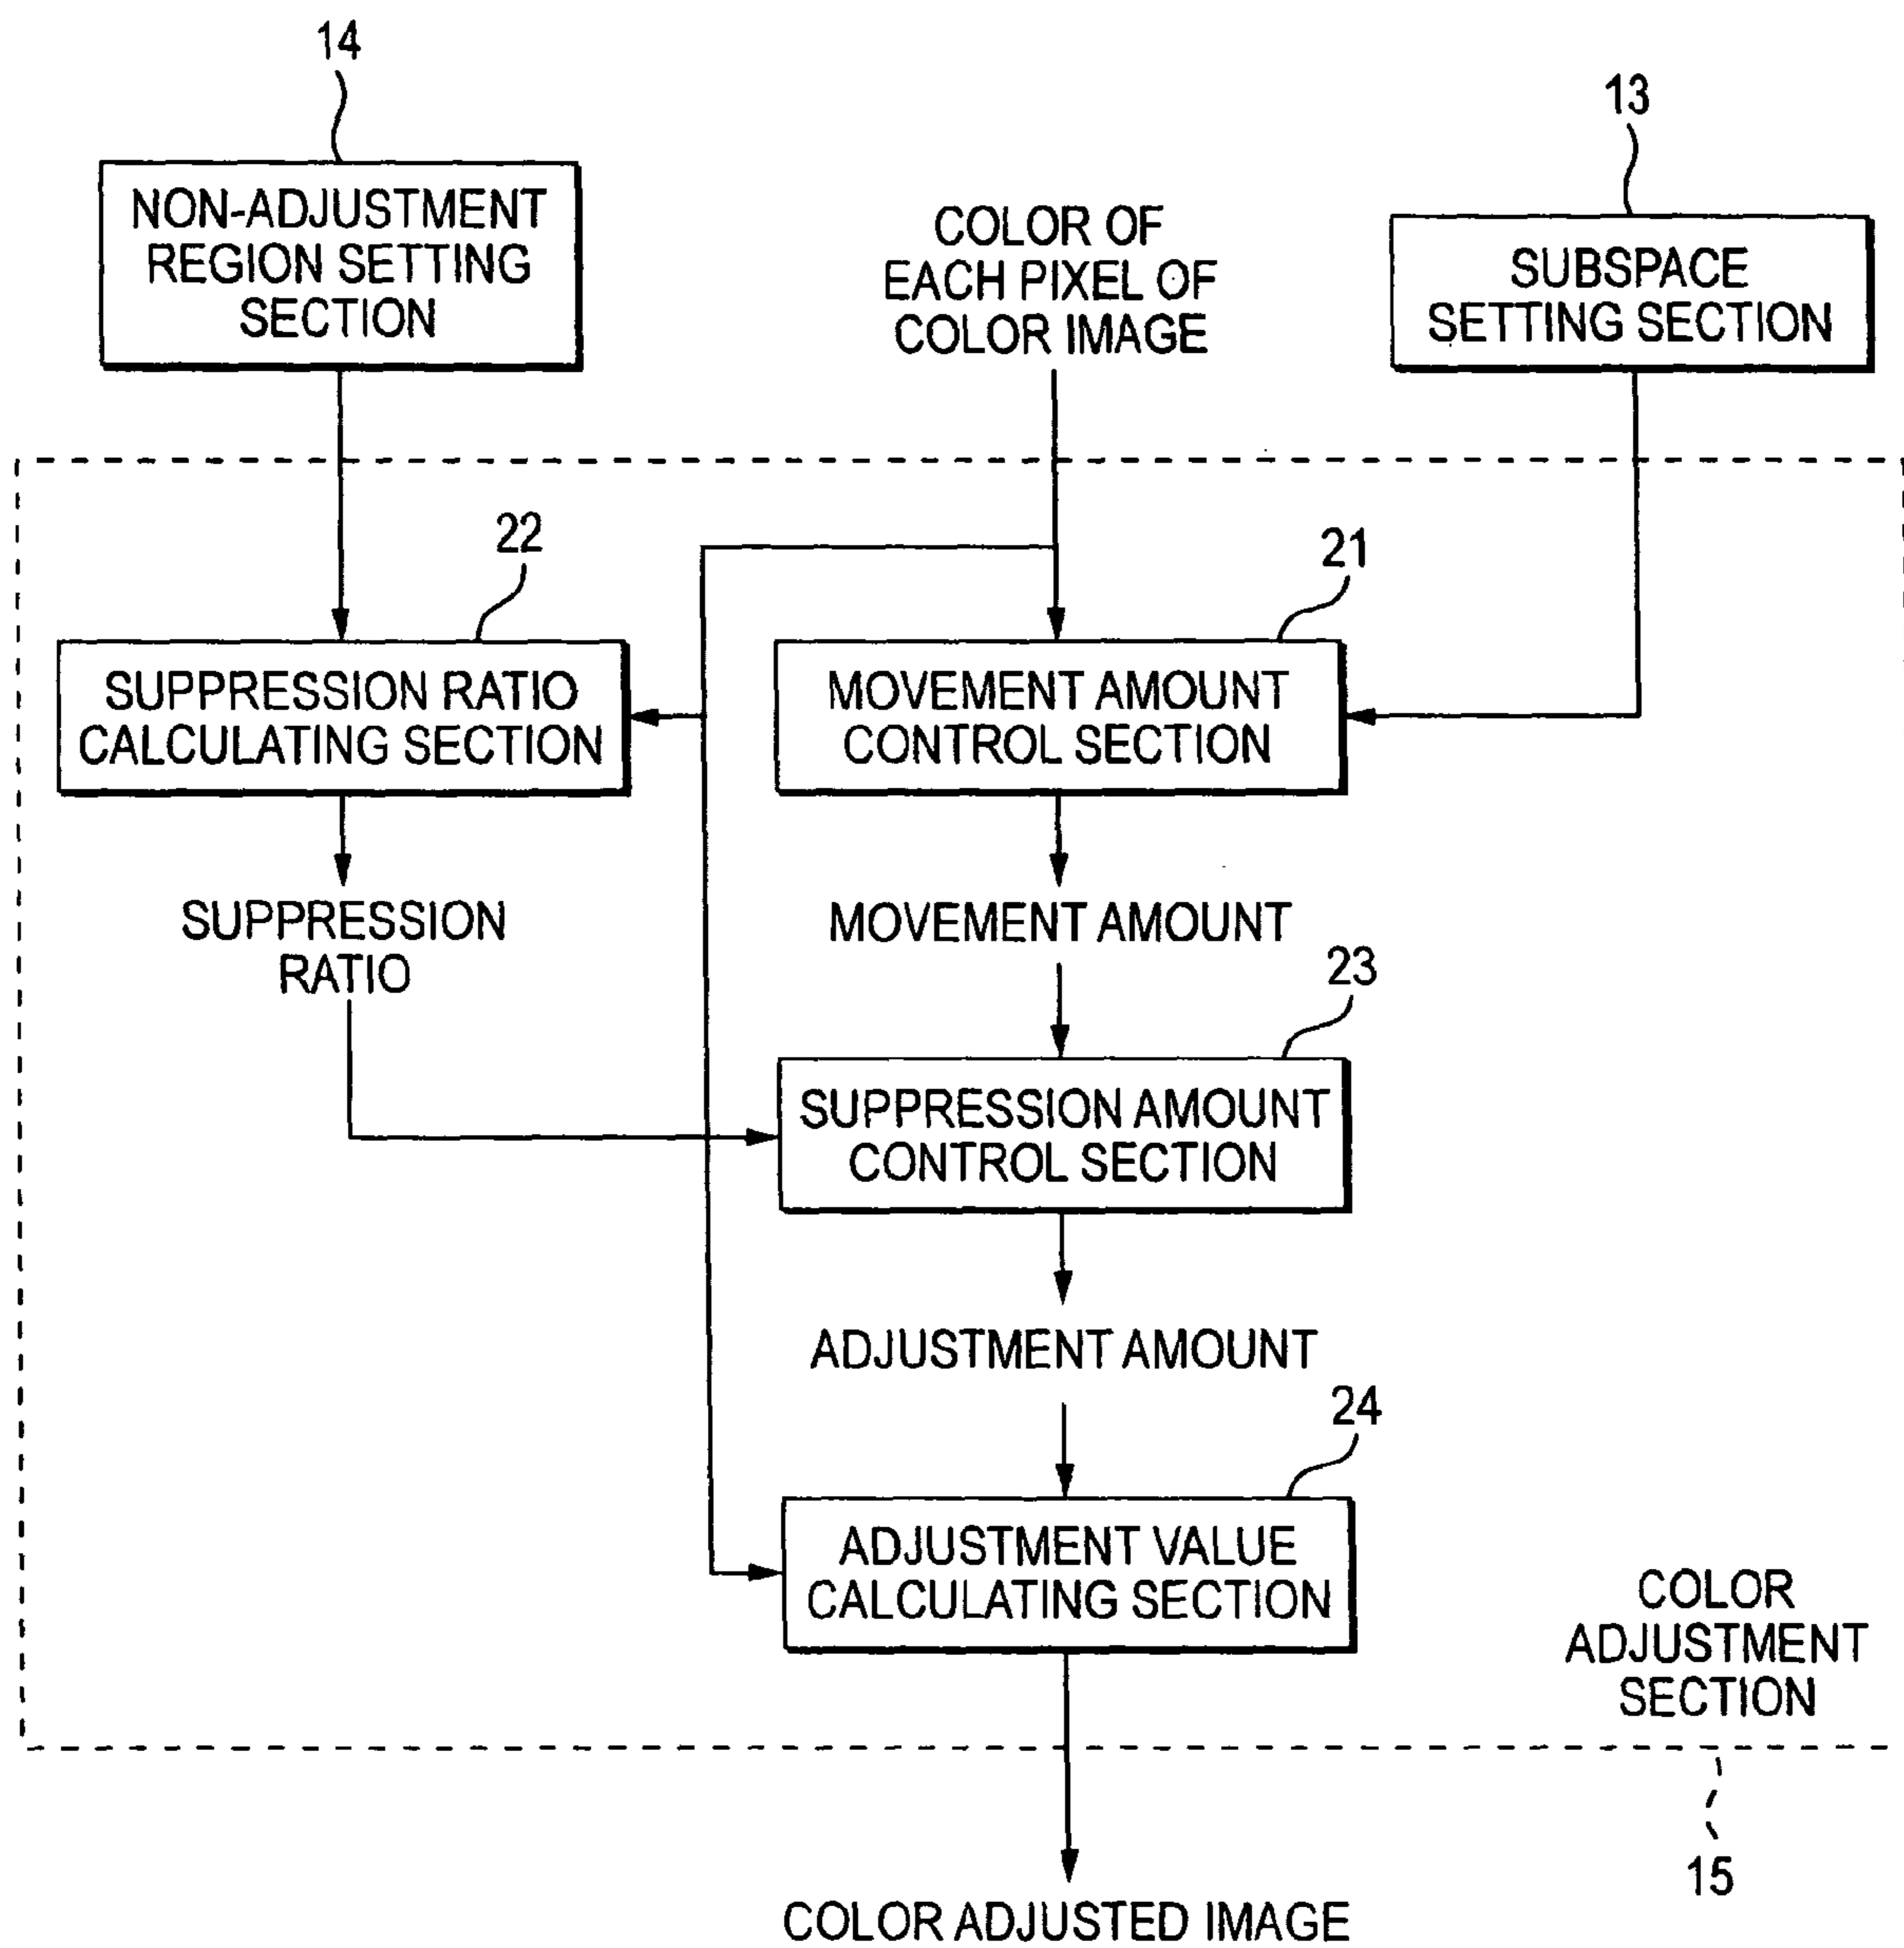 14
13
NON-ADJUSTMENT
REGION SETTING
SECTION
COLOR OF
EACH PIXEL OF
COLOR IMAGE
SUBSPACE
SETTING SECTION
22
21
SUPPRESSION RATIO
CALCULATING SECTION
MOVEMENT AMOUNT
CONTROL SECTION
SUPPRESSION
RATIO
MOVEMENT AMOUNT
23
SUPPRESSION AMOUNT
CONTROL SECTION
ADJUSTMENT AMOUNT
24
ADJUSTMENT VALUE
CALCULATING SECTION
COLOR
ADJUSTMENT
SECTION
15
COLOR ADJUSTED IMAGE